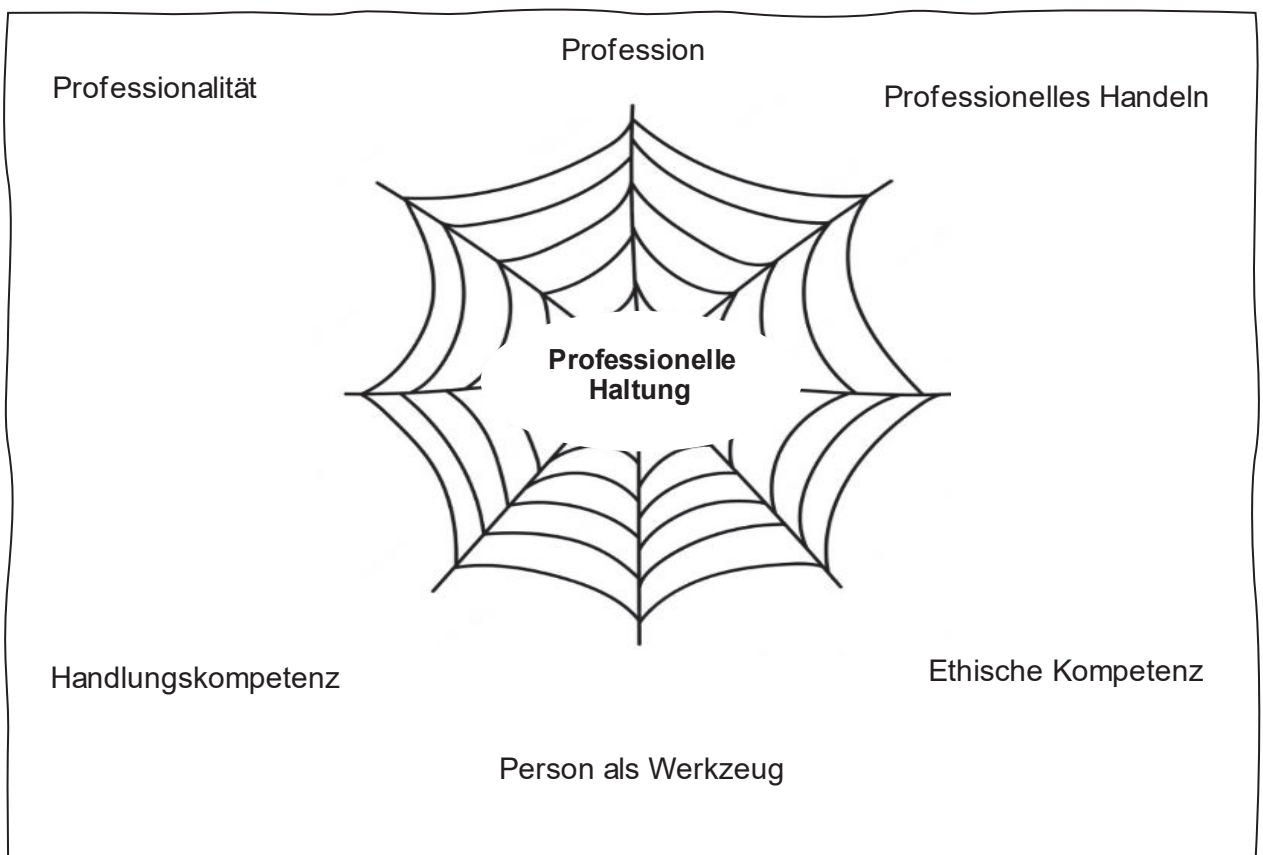 Profession
Professionalität
Professionelles Handeln
Professionelle
Haltung
Handlungskompetenz
Ethische Kompetenz
Person als Werkzeug